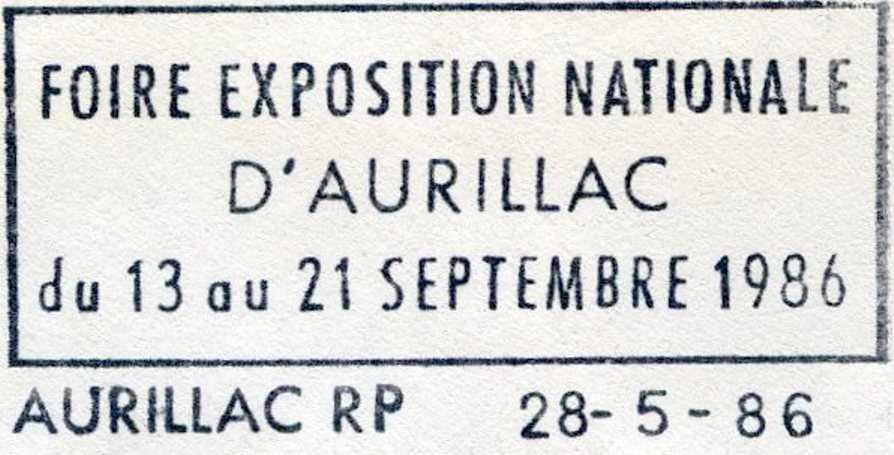 FOIRE EXPOSITION NATIONALE
D'AURILLAC
du 13 au 21 SEPTEMBRE 1986
AURILLAC RP 28-5-86